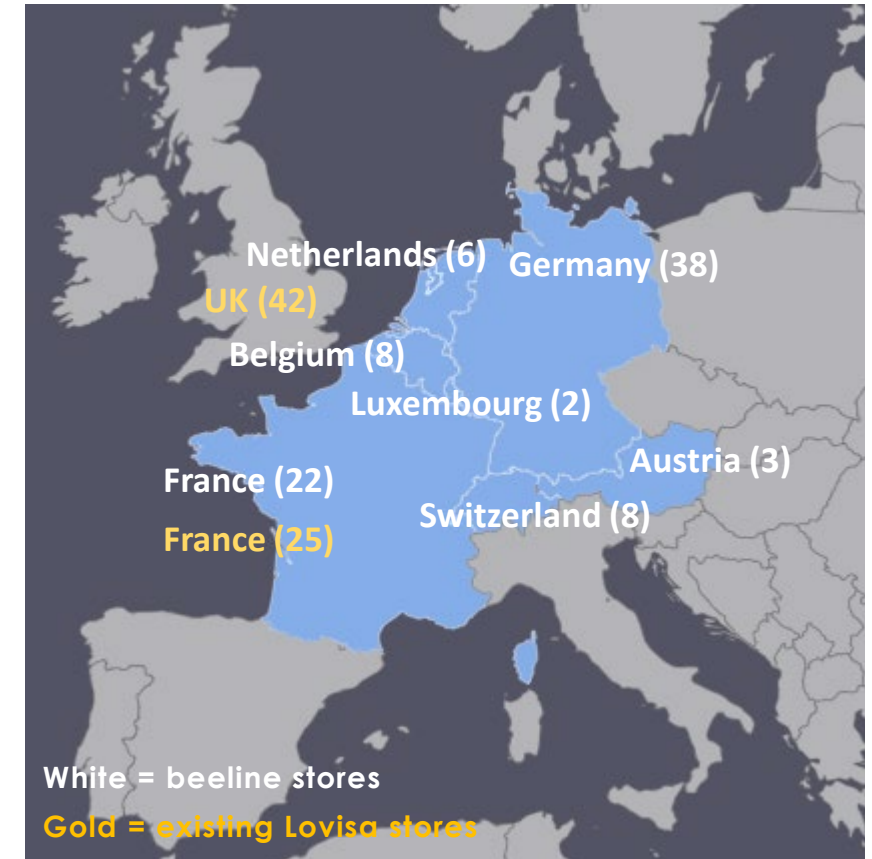 Netherlands (6)
Germany (38)
UK (42)
Belgium (8)
Luxembourg (2)
Austria (3)
France (22)
Switzerland (8)
France (25)
White = beeline stores
Gold = existing Lovisa stores